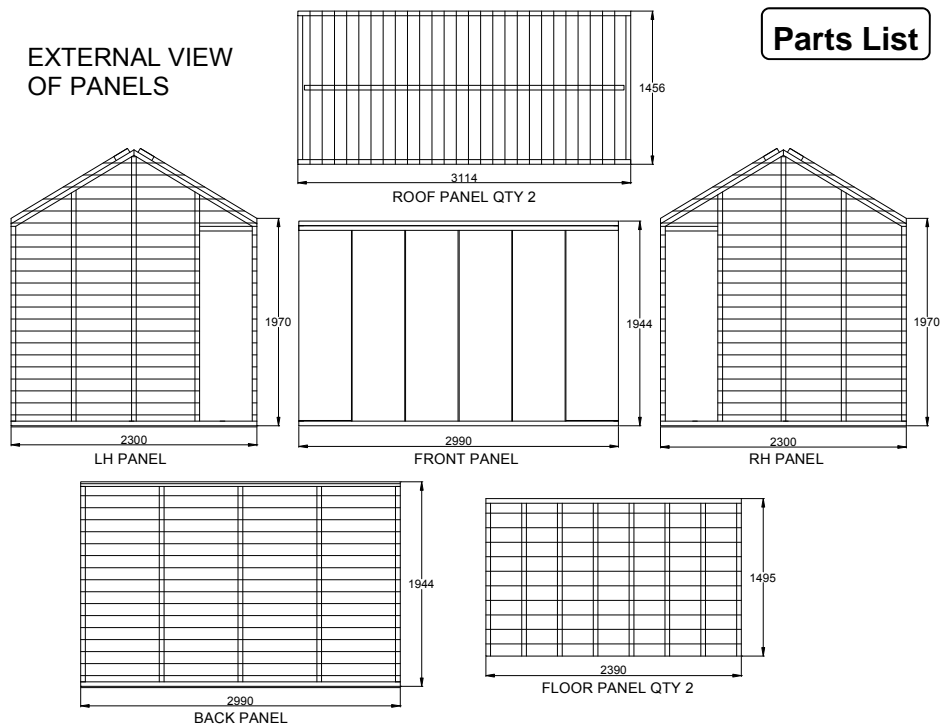 EXTERNAL VIEW
OF PANELS
Parts List
1456
3114
ROOF PANEL QTY 2
1970
2300
LH PANEL
1944
2990
FRONT PANEL
1970
2300
RH PANEL
1944
2990
BACK PANEL
1495
2390
FLOOR PANEL QTY 2